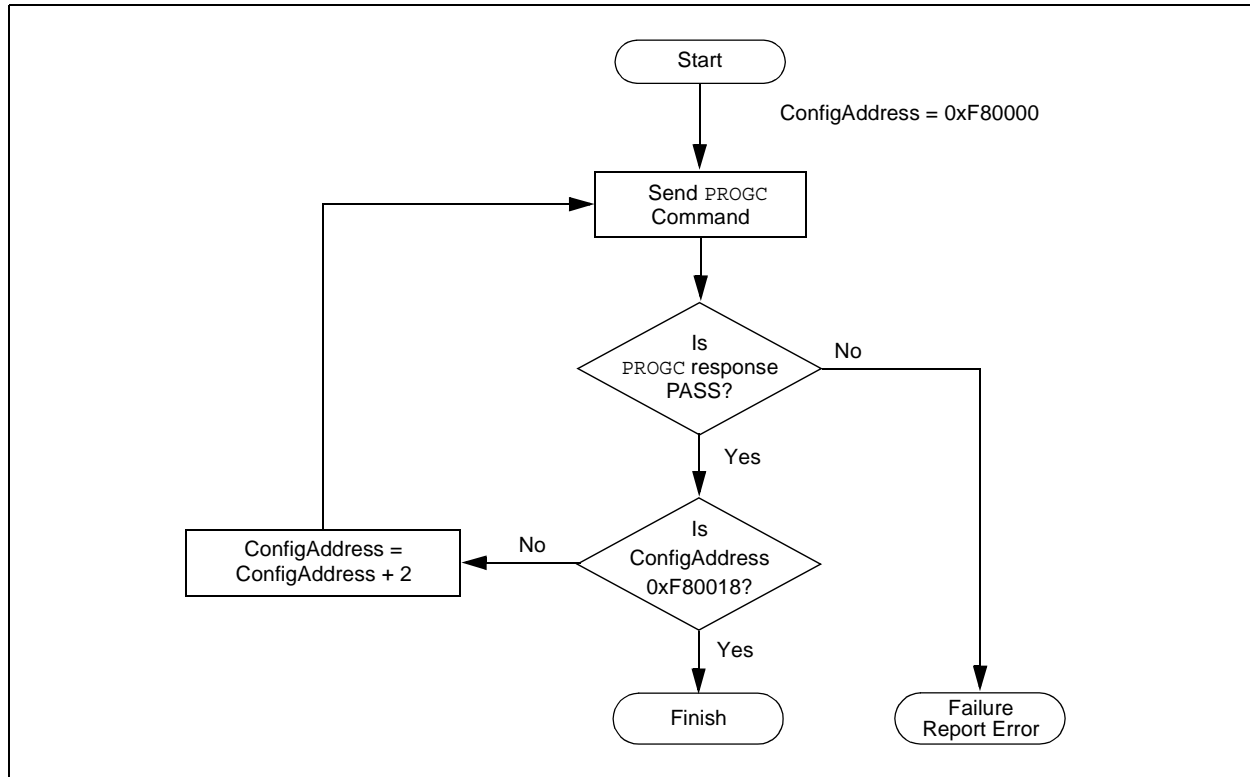 Start
ConfigAddress = 0xF80000
Send PROGC
Command
Is
PROGC response
PASS?
No
Yes
Is
ConfigAddress
0xF80018?
No
ConfigAddress =
ConfigAddress + 2
Yes
Finish
Failure
Report Error